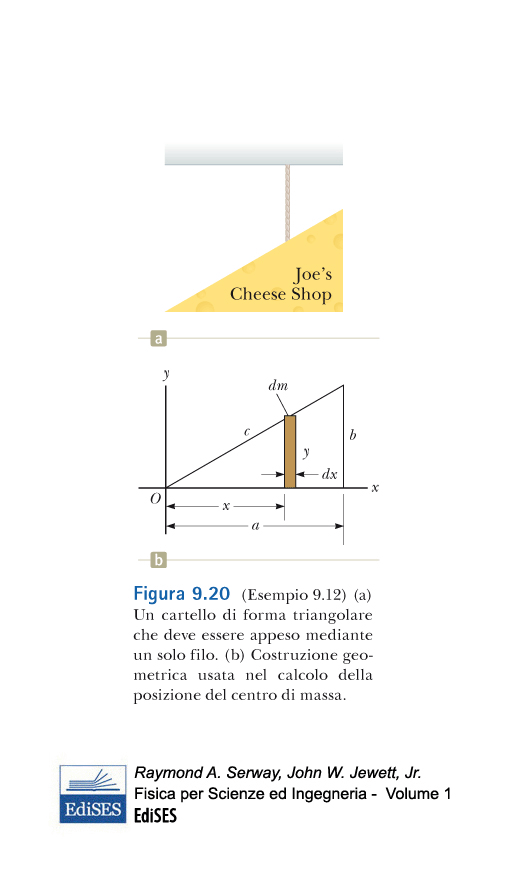 Joe’s
Cheese Shop
a
y
dm
c
b
y
dx
O
x
x
a
b
Figura 9.20 (Esempio 9.12) (a)
Un cartello di forma triangolare
che deve essere appeso mediante
un solo filo. (b) Costruzione geo-
metrica usata nel calcolo della
posizione del centro di massa.
EdiSES
Raymond A. Serway, John W. Jewett, Jr.
Fisica per Scienze ed Ingegneria - Volume 1
EdiSES